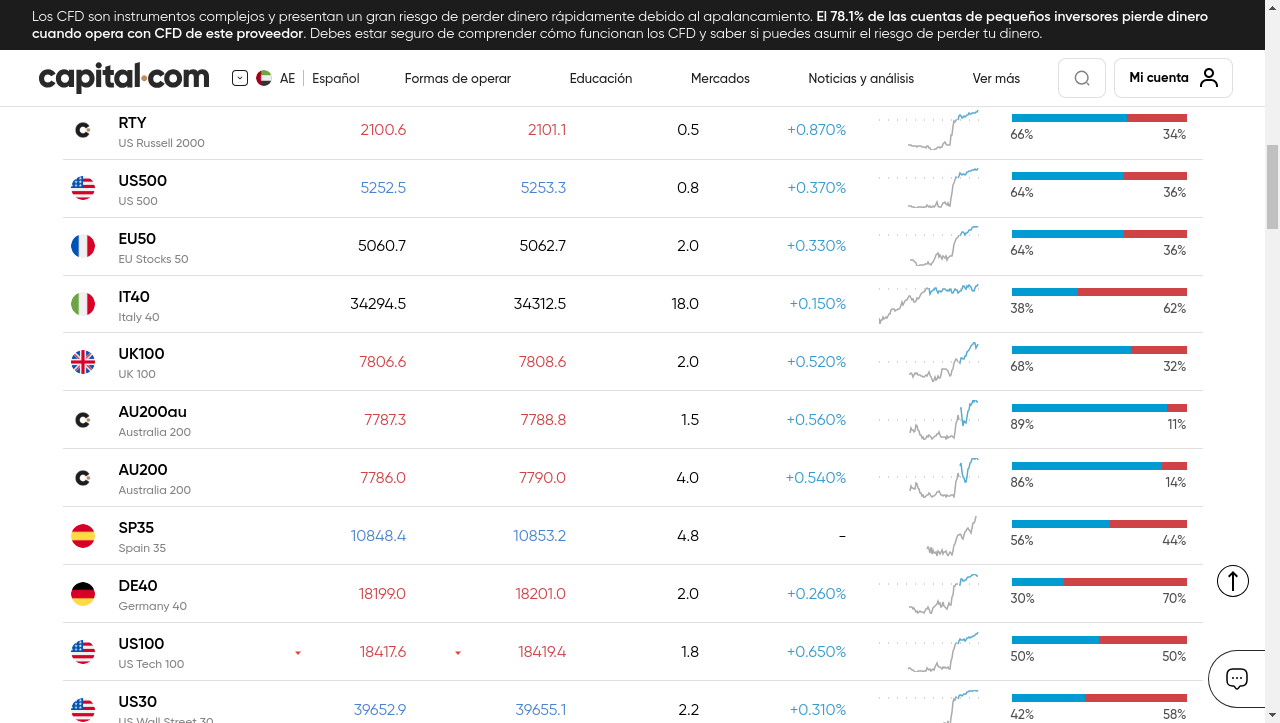 Los CFD son instrumentos complejos y presentan un gran riesgo de perder dinero rápidamente debido al apalancamiento. El 78.1% de las cuentas de pequeños inversores pierde dinero
cuando opera con CFD de este proveedor. Debes estar seguro de comprender cómo funcionan los CFD y saber si puedes asumir el riesgo de perder tu dinero.
capital.com AE Español Formas de operar Educación Mercados Noticias y análisis Ver más Mi cuenta
RTY 2100.6 2101.1 0.5 +0.870%
US Russell 2000 66% 34%
US500 5252.5 5253.3 0.8 +0.370%
US 500 64% 36%
EU50 5060.7 5062.7 2.0 +0.330%
EU Stocks 50 64% 36%
IT40 34294.5 34312.5 18.0 +0.150%
Italy 40 38% 62%
UK100 7806.6 7808.6 2.0 +0.520%
UK 100 68% 32%
AU200au 7787.3 7788.8 1.5 +0.560%
Australia 200 89% 11%
AU200 7786.0 7790.0 4.0 +0.540%
Australia 200 86% 14%
SP35 10848.4 10853.2 4.8 -
Spain 35 56% 44%
DE40 18199.0 18201.0 2.0 +0.260%
Germany 40 30% 70%
US100 18417.6 18419.4 1.8 +0.650%
US Tech 100 50% 50%
US30 39652.9 39655.1 2.2 +0.310%
US Wall Street 30 42% 58%